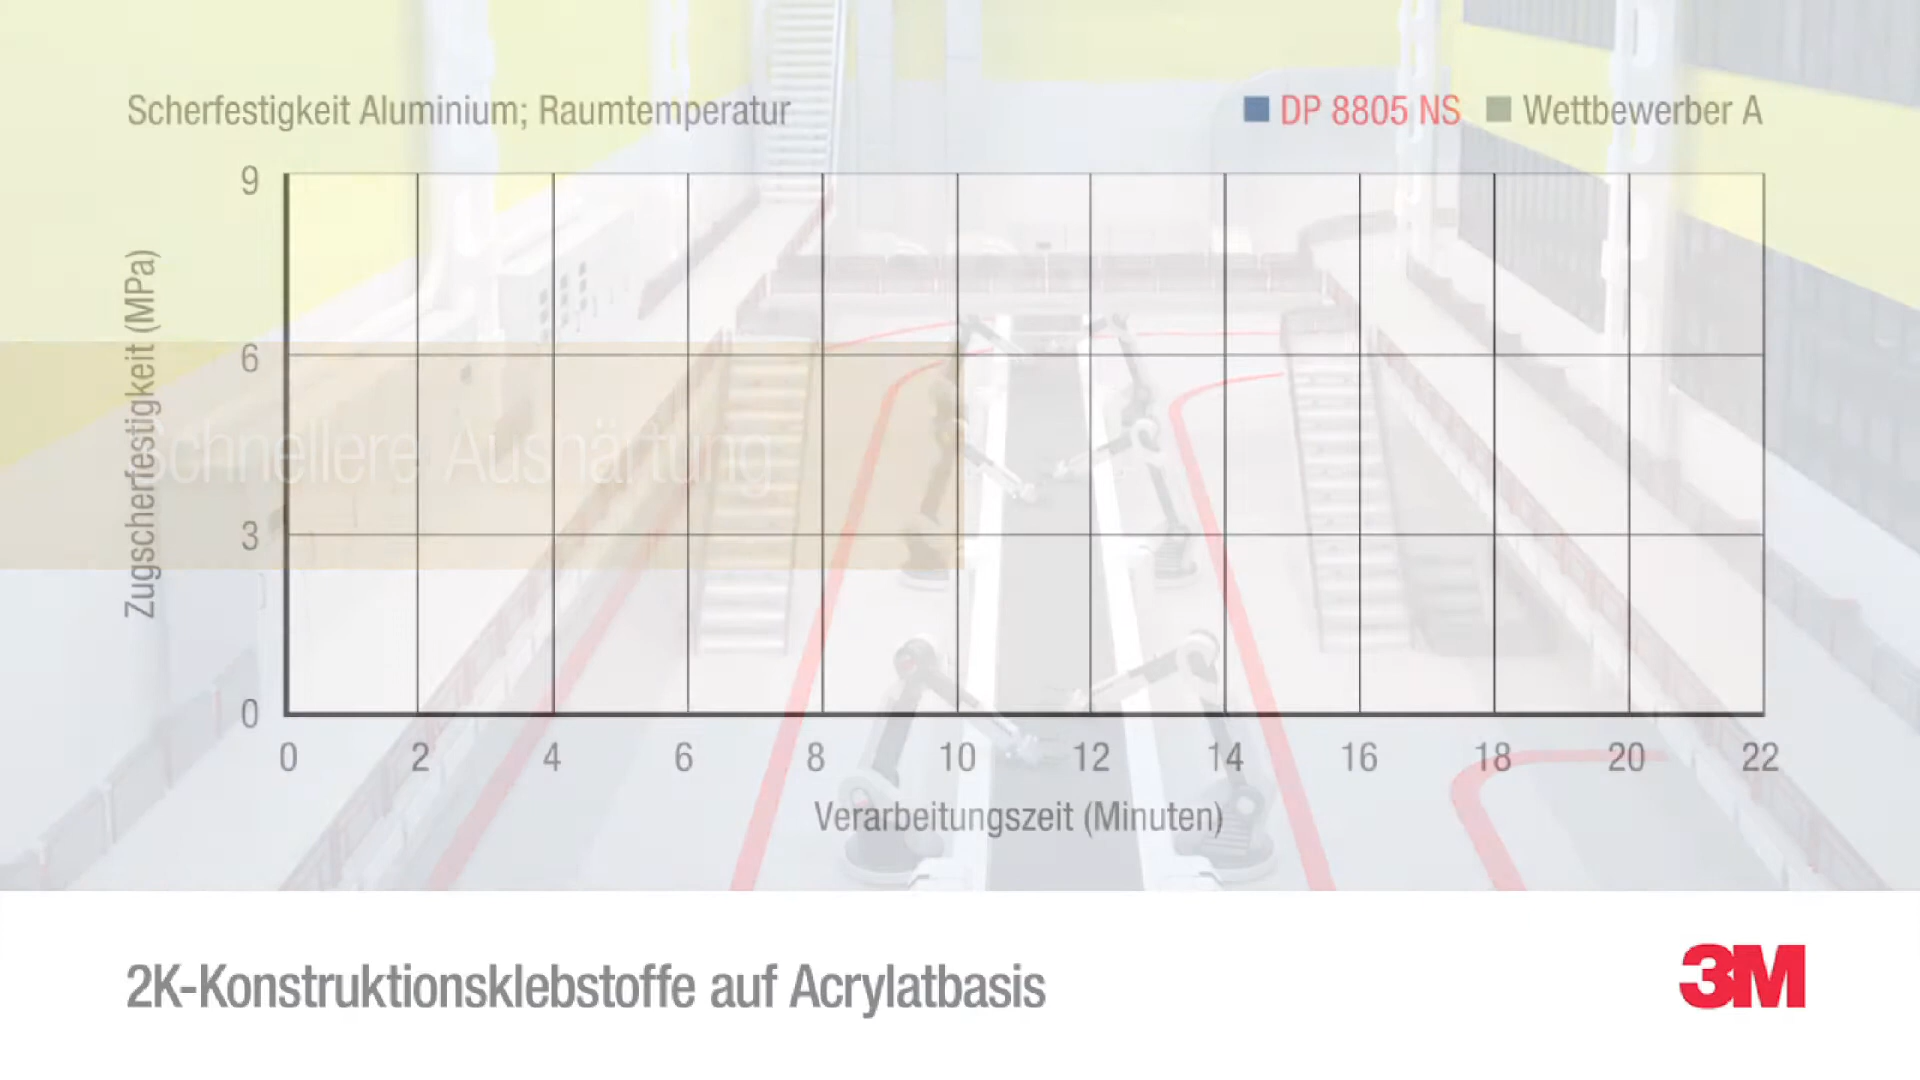 Scherfestigkeit Aluminium; Raumtemperatur
DP 8805 NS
Wettbewerber A
Zugscherfestigkeit (MPa)
9
6
3
0
Schnellere Aushärtung
0 2 4 6 8 10 12 14 16 18 20 22
Verarbeitungszeit (Minuten)
2K-Konstruktionsklebstoffe auf Acrylatbasis
3M